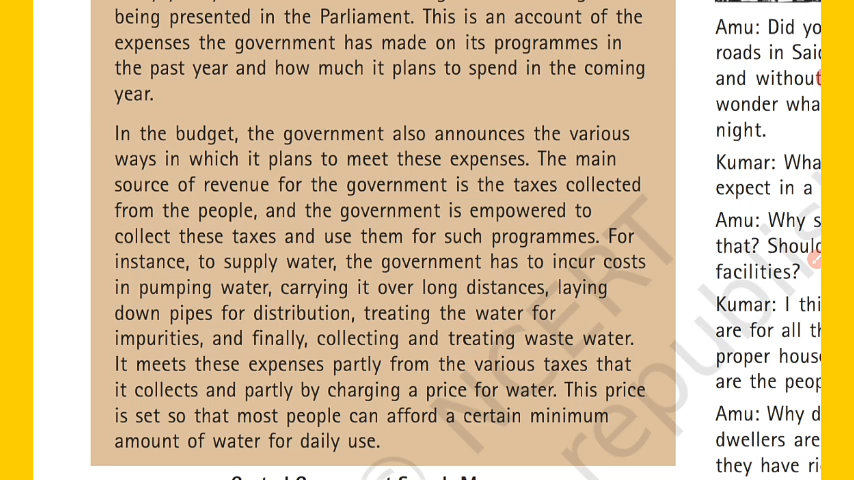 being presented in the Parliament. This is an account of the
expenses the government has made on its programmes in
the past year and how much it plans to spend in the coming
year.
In the budget, the government also announces the various
ways in which it plans to meet these expenses. The main
source of revenue for the government is the taxes collected
from the people, and the government is empowered to
collect these taxes and use them for such programmes. For
instance, to supply water, the government has to incur costs
in pumping water, carrying it over long distances, laying
down pipes for distribution, treating the water for
impurities, and finally, collecting and treating waste water.
It meets these expenses partly from the various taxes that
it collects and partly by charging a price for water. This price
is set so that most people can afford a certain minimum
amount of water for daily use.
Amu: Did yo
roads in Said
and without
wonder wha
night.
Kumar: Wha
expect in a
Amu: Why s
that? Should
facilities?
Kumar: I thi
are for all th
proper hous
are the peop
Amu: Why d
dwellers are
they have ri
© NCERT
republis